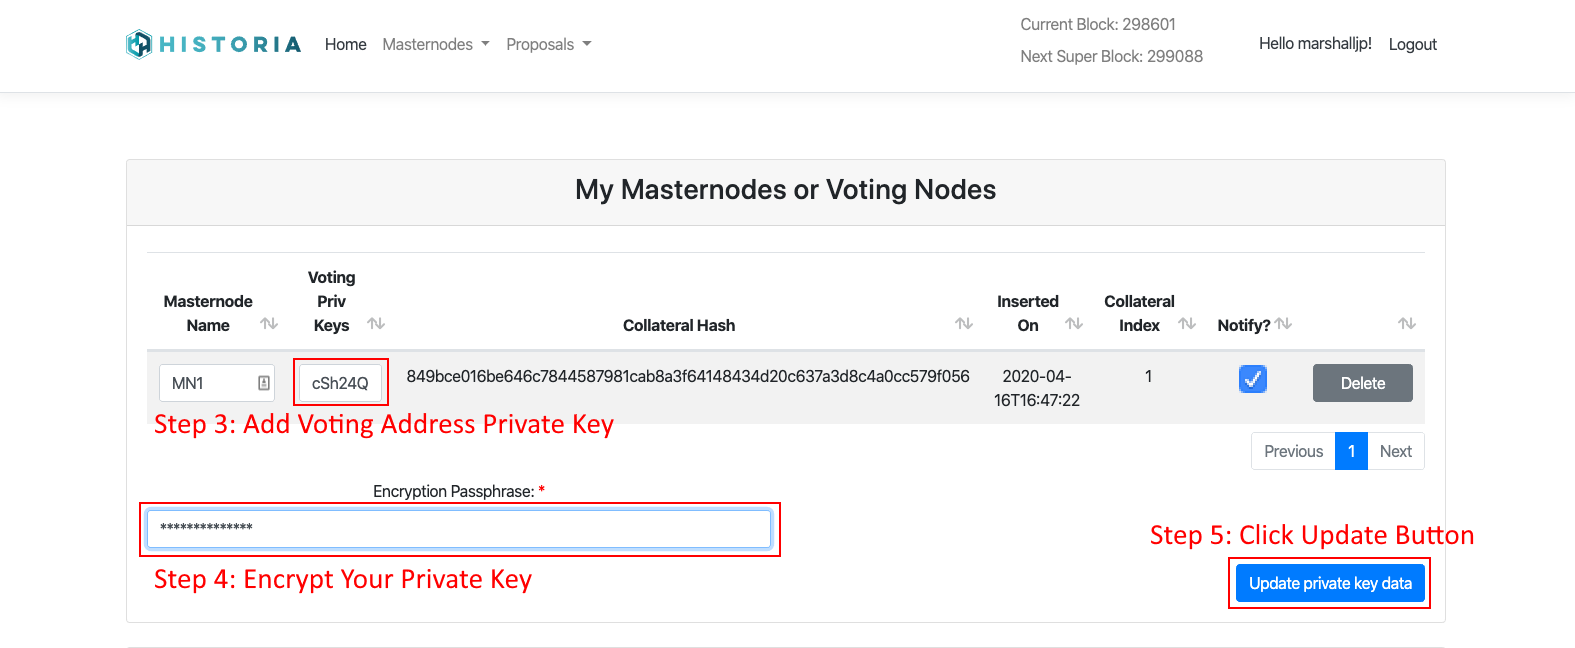 HISTORIA Home Masternodes Proposals
Current Block: 298601
Next Super Block: 299088
Hello marshalljp! Logout
My Masternodes or Voting Nodes
Masternode Name
Voting Priv Keys
Collateral Hash
Inserted On
Collateral Index
Notify?
MN1 cSh24Q 849bce016be646c7844587981cab8a3f64148434d20c637a3d8c4a0cc579f056 2020-04-16T16:47:22 1 Delete
Step 3: Add Voting Address Private Key
Previous 1 Next
Encryption Passphrase: *
**************
Step 4: Encrypt Your Private Key
Step 5: Click Update Button
Update private key data